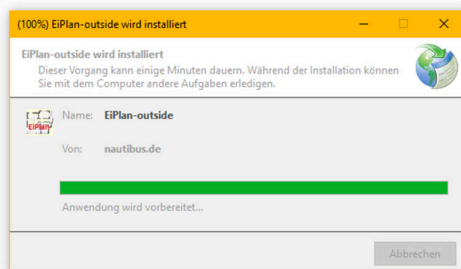 (100%) EiPlan-outside wird installiert
EiPlan-outside wird installiert
Dieser Vorgang kann einige Minuten dauern. Während der Installation können
Sie mit dem Computer andere Aufgaben erledigen.
EiPlan
Name: EiPlan-outside
Von: nautibus.de
Anwendung wird vorbereitet...
Abbrechen